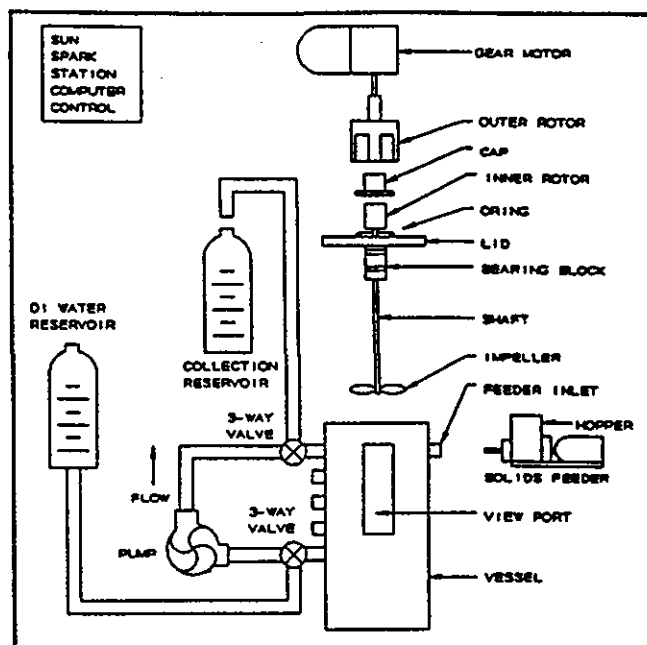 SUN
SPARK
STATION
COMPUTER
CONTROL
GEAR MOTOR
OUTER ROTOR
CAP
INNER ROTOR
ORING
LID
BEARING BLOCK
SHAFT
IMPELLER
FEEDER INLET
HOPPER
SOLIDS FEEDER
VIEW PORT
VESSEL
DI WATER
RESERVOIR
COLLECTION
RESERVOIR
3-WAY
VALVE
FLOW
3-WAY
VALVE
PUMP